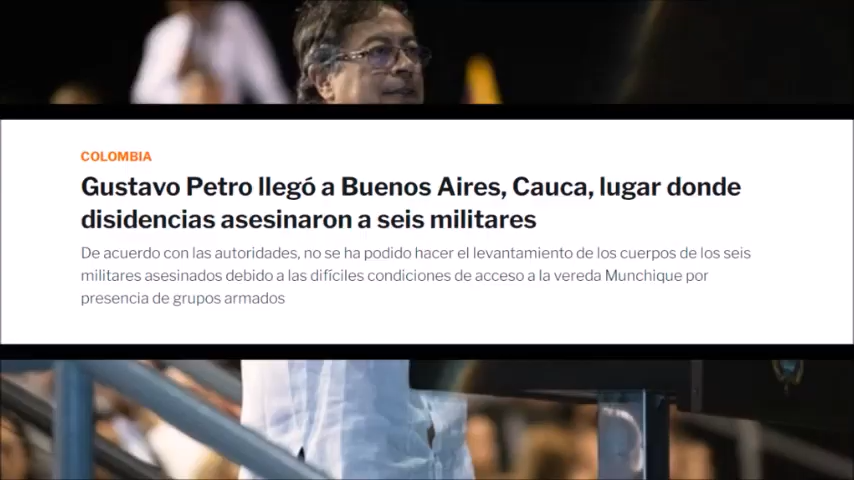 COLOMBIA
Gustavo Petro llegó a Buenos Aires, Cauca, lugar donde
disidencias asesinaron a seis militares
De acuerdo con las autoridades, no se ha podido hacer el levantamiento de los cuerpos de los seis
militares asesinados debido a las difíciles condiciones de acceso a la vereda Munchique por
presencia de grupos armados